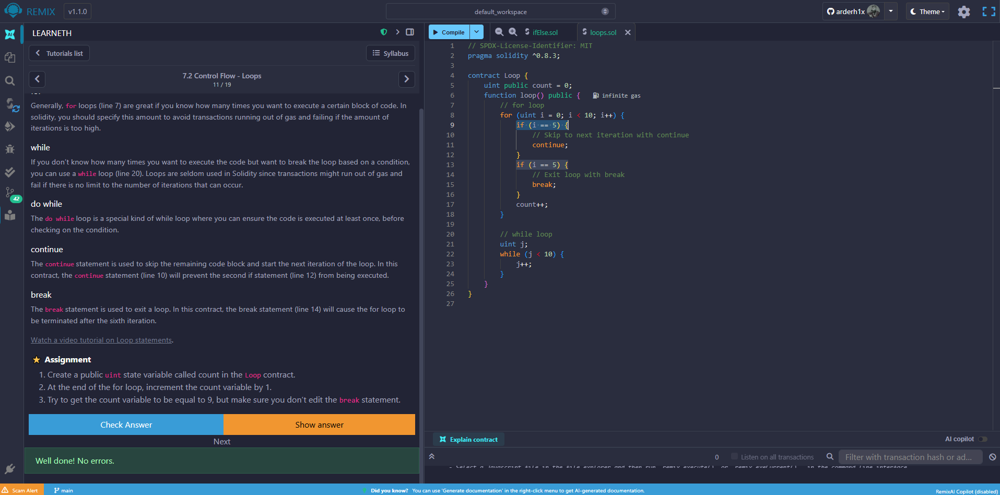 REMIX v1.1.0
default_workspace
arderh1x
Theme
LEARNETH
Tutorials list
Syllabus
7.2 Control Flow - Loops
11 / 19
Generally, for loops (line 7) are great if you know how many times you want to execute a certain block of code. In
solidity, you should specify this amount to avoid transactions running out of gas and failing if the amount of
iterations is too high.
while
If you don’t know how many times you want to execute the code but want to break the loop based on a condition,
you can use a while loop (line 20). Loops are seldom used in Solidity since transactions might run out of gas and
fail if there is no limit to the number of iterations that can occur.
do while
The do while loop is a special kind of while loop where you can ensure the code is executed at least once, before
checking on the condition.
continue
The continue statement is used to skip the remaining code block and start the next iteration of the loop. In this
contract, the continue statement (line 10) will prevent the second if statement (line 12) from being executed.
break
The break statement is used to exit a loop. In this contract, the break statement (line 14) will cause the for loop to
be terminated after the sixth iteration.
Watch a video tutorial on Loop statements.
⭐ Assignment
1. Create a public uint state variable called count in the Loop contract.
2. At the end of the for loop, increment the count variable by 1.
3. Try to get the count variable to be equal to 9, but make sure you don’t edit the break statement.
Check Answer
Show answer
Next
Well done! No errors.
42
Compile
ifElse.sol
loops.sol
1 // SPDX-License-Identifier: MIT
2 pragma solidity ^0.8.3;
3
4 contract Loop {
5 uint public count = 0;
6 function loop() public { infinite gas
7 // for loop
8 for (uint i = 0; i < 10; i++) {
9 if (i == 5) {
10 // Skip to next iteration with continue
11 continue;
12 }
13 if (i == 5) {
14 // Exit loop with break
15 break;
16 }
17 count++;
18 }
19
20 // while loop
21 uint j;
22 while (j < 10) {
23 j++;
24 }
25 }
26 }
27
Explain contract
AI copilot
0
Listen on all transactions
Filter with transaction hash or ad...
- Select a Javascript file in the file explorer and then run `remix.execute()` or `remix.exeCurrent()` in the command line interface
Scam Alert
main
Did you know? You can use 'Generate documentation' in the right-click menu to get AI-generated documentation.
RemixAI Copilot (disabled)